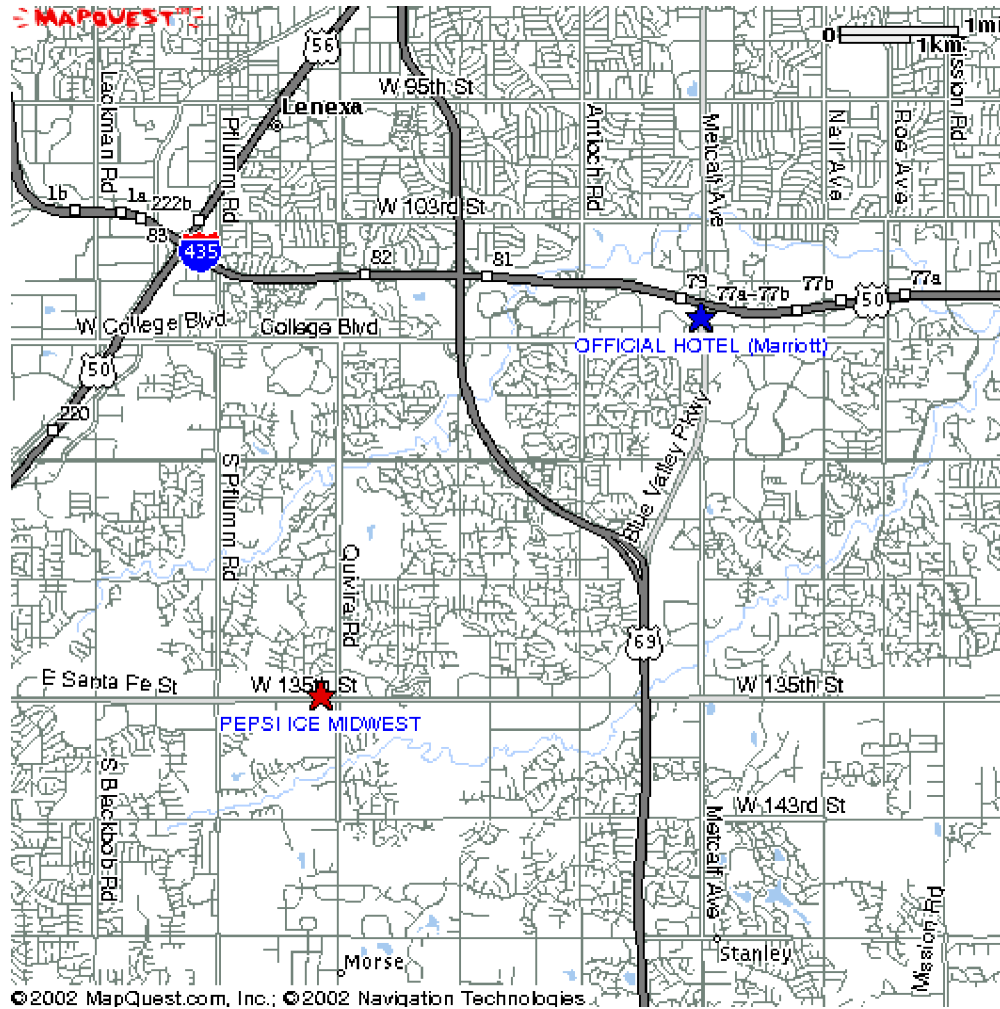 MAPQUEST
0 1mi
1km
56
W 95th St
Lackman Rd
Lenexa
Pflumm Rd
Antioch Rd
Metcalf Ave
Nall Ave
Roe Ave
Mission Rd
1b
1a
222b
W 103rd St
83
435
82
81
79
77a-77b
77b
50
77a
W College Blvd
College Blvd
OFFICIAL HOTEL (Marriott)
50
220
Blue Valley Pkwy
S Pflumm Rd
Quivira Rd
69
E Santa Fe St
W 135th St
W 135th St
PEPSI ICE MIDWEST
S Blackbob Rd
W 143rd St
Metcalf Ave
Mission Rd
Morse
Stanley
©2002 MapQuest.com, Inc.; ©2002 Navigation Technologies